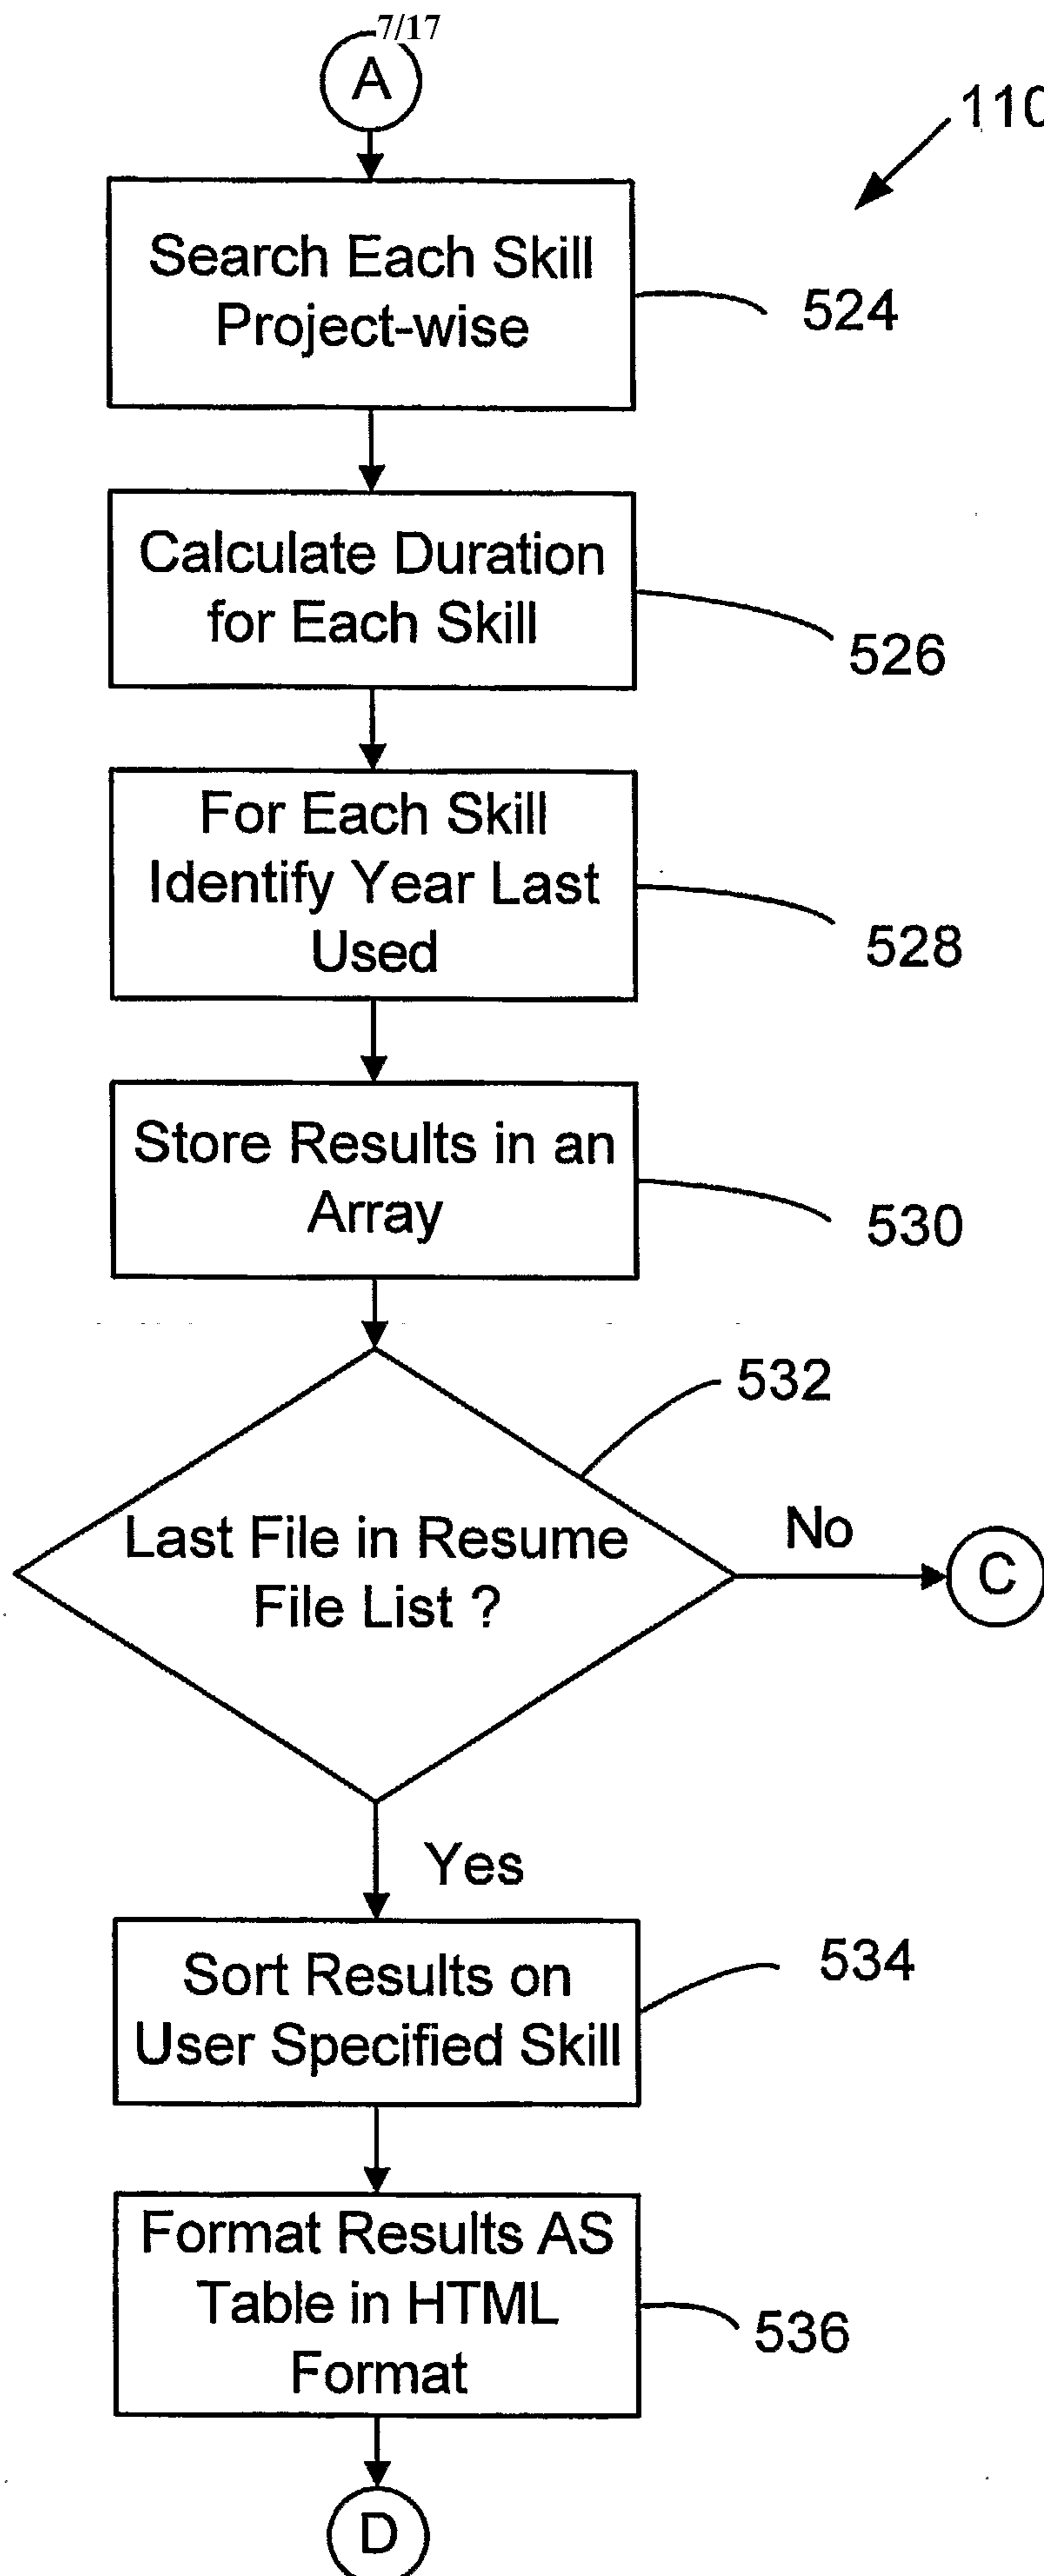 7/17
A
110
Search Each Skill
Project-wise
524
Calculate Duration
for Each Skill
526
For Each Skill
Identify Year Last
Used
528
Store Results in an
Array
530
532
Last File in Resume
File List ?
No
C
Yes
Sort Results on
User Specified Skill
534
Format Results AS
Table in HTML
Format
536
D